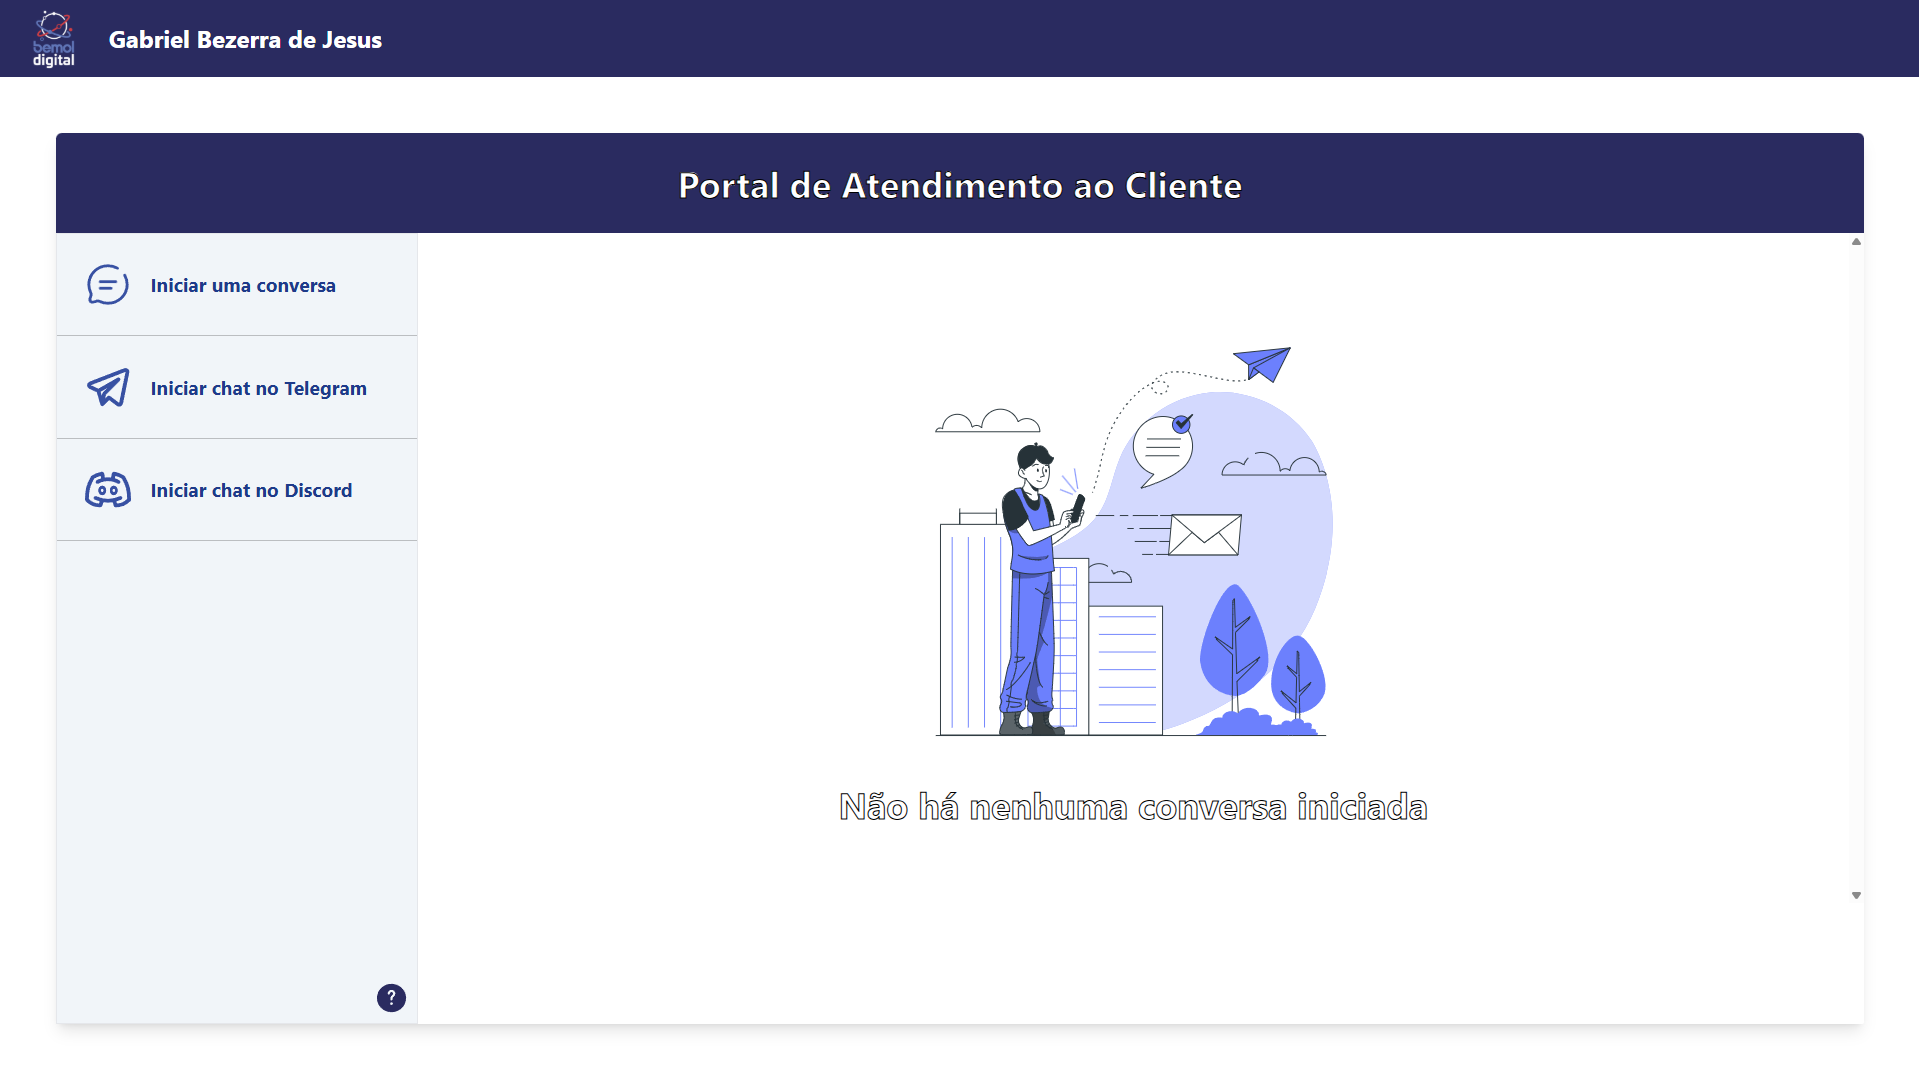 bemol
digital
Gabriel Bezerra de Jesus
Portal de Atendimento ao Cliente
Iniciar uma conversa
Iniciar chat no Telegram
Iniciar chat no Discord
Não há nenhuma conversa iniciada
?